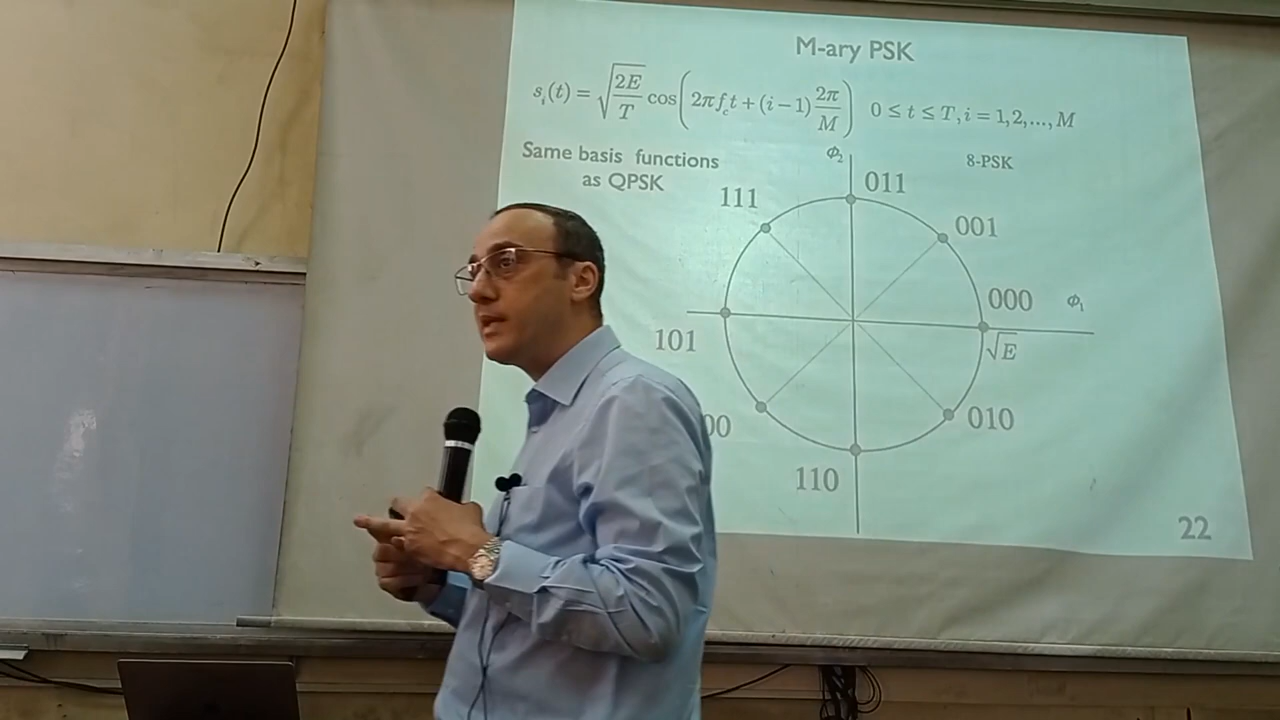 M-ary PSK
s_i(t) = √(2E/T) cos(2πf_c t + (i−1) 2π/M) 0 ≤ t ≤ T, i = 1,2,..., M
Same basis functions
as QPSK
8-PSK
Φ₂
011
111
001
000
Φ₁
√E
101
010
00
110
22